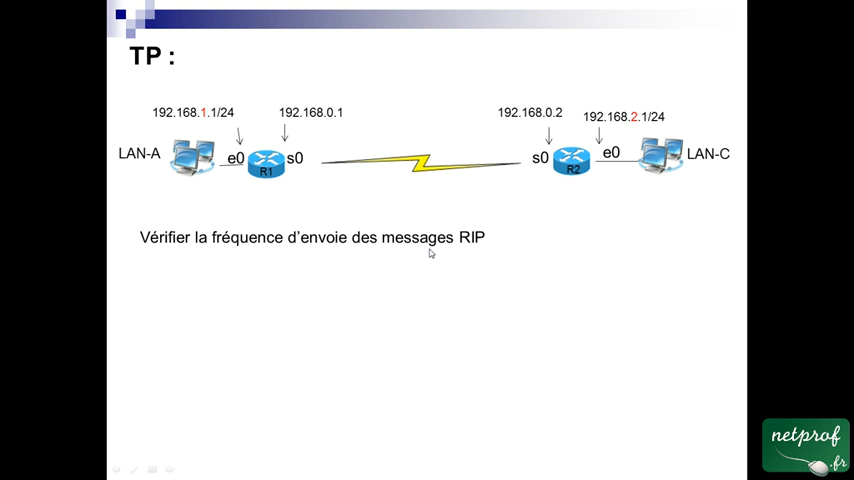 TP :
192.168.1.1/24
192.168.0.1
192.168.0.2
192.168.2.1/24
LAN-A
e0
R1
s0
s0
R2
e0
LAN-C
Vérifier la fréquence d'envoie des messages RIP
netprof
.fr